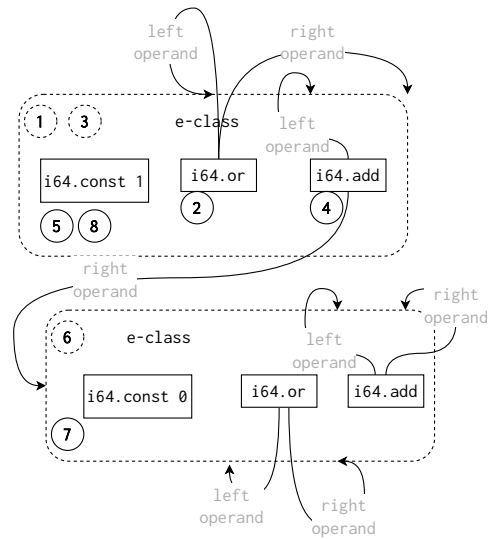 left
operand
right
operand
1
3
e-class
left
operand
i64.const 1
i64.or
i64.add
2
4
5
8
right
operand
right
operand
6
e-class
left
operand
i64.const 0
i64.or
i64.add
7
left
operand
right
operand